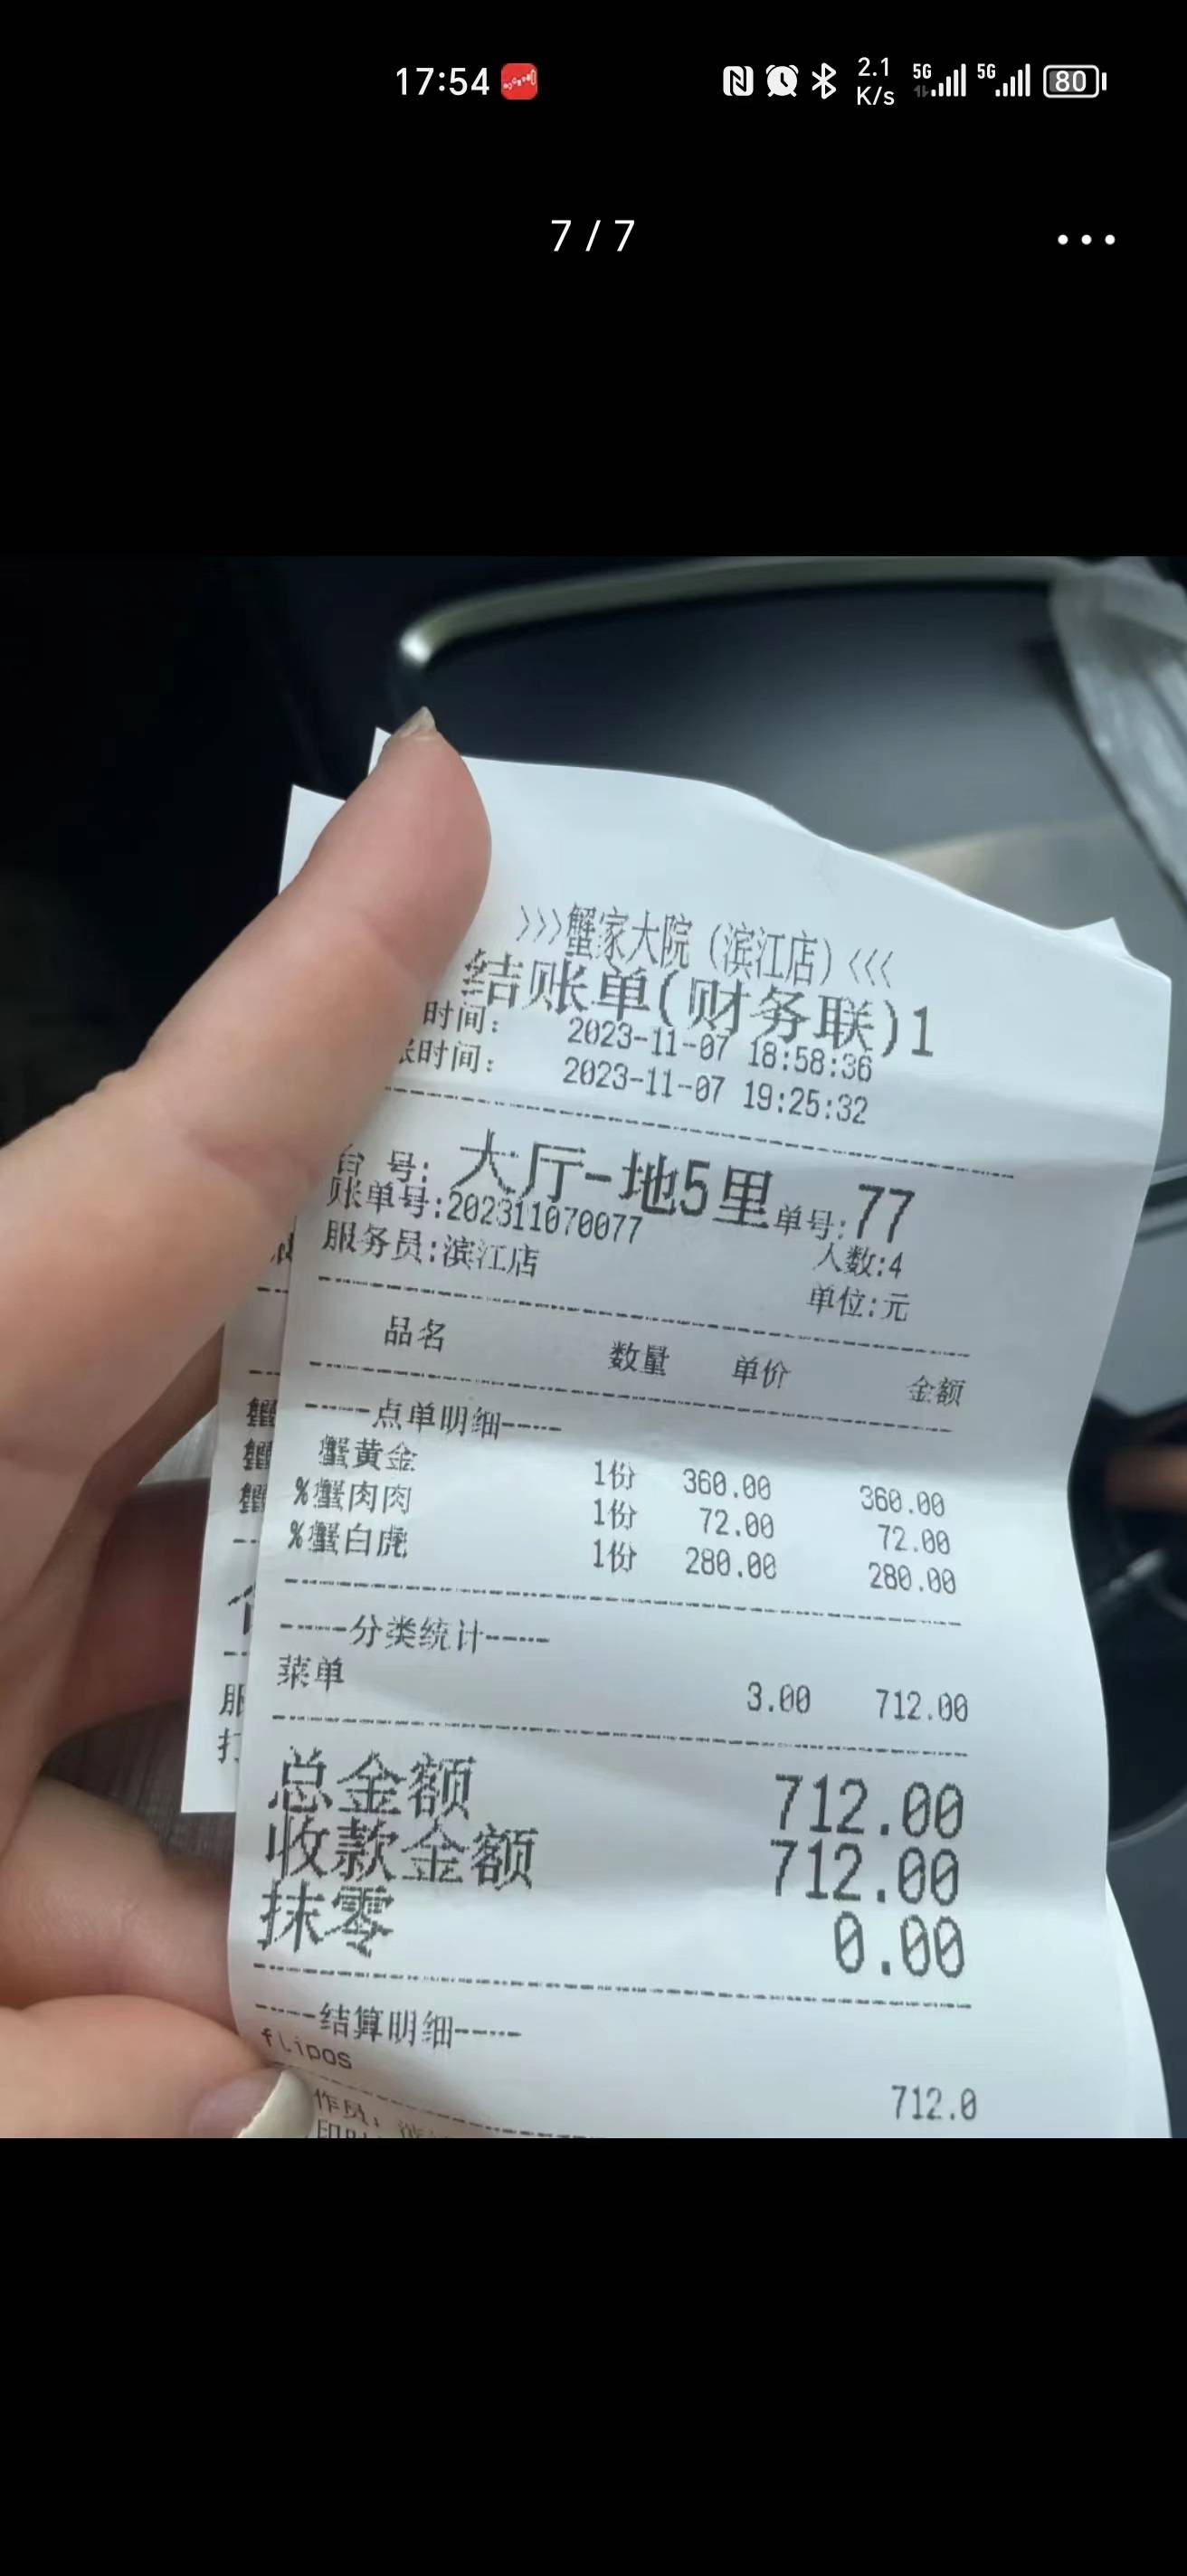 17:54
2.1
K/s
5G
5G
80
7 / 7
>>>蟹家大院（滨江店）<<<
结账单(财务联)1
时间: 2023-11-07 18:58:36
时间: 2023-11-07 19:25:32
台 号: 大厅-地5里 单号:77
账单号:202311070077 人数:4
服务员:滨江店 单位:元
品名 数量 单价 金额
----点单明细----
蟹黄金 1份 360.00 360.00
%蟹肉肉 1份 72.00 72.00
%蟹白虎 1份 280.00 280.00
----分类统计----
菜单 3.00 712.00
总金额 712.00
收款金额 712.00
抹零 0.00
----结算明细----
flipos 712.0
作员: